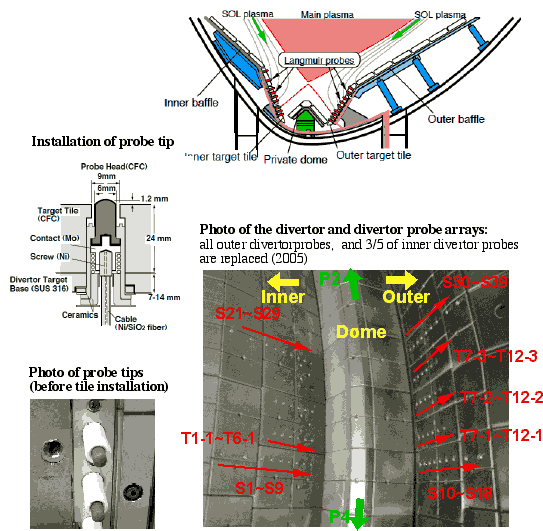 SOL plasma
Main plasma
SOL plasma
Langmuir probes
Inner baffle
Outer baffle
Inner target tile
Private dome
Outer target tile
Installation of probe tip
Probe Head(CFC)
9mm
6mm
1.2 mm
Target Tile
(CFC)
Contact (Mo)
24 mm
Screw (Ni)
Divertor Target
Base (SUS 316)
7-14 mm
Ceramics
Cable
(Ni/SiO2 fiber)
Photo of the divertor and divertor probe arrays:
all outer divertorprobes, and 3/5 of inner divertor probes
are replaced (2005)
P2
Inner
Outer
S30~S39
S21~S29
Dome
T7-3~T12-3
T7-2~T12-2
T1-1~T6-1
T7-1~T12-1
S1~S9
S10~S18
P4
Photo of probe tips
(before tile installation)